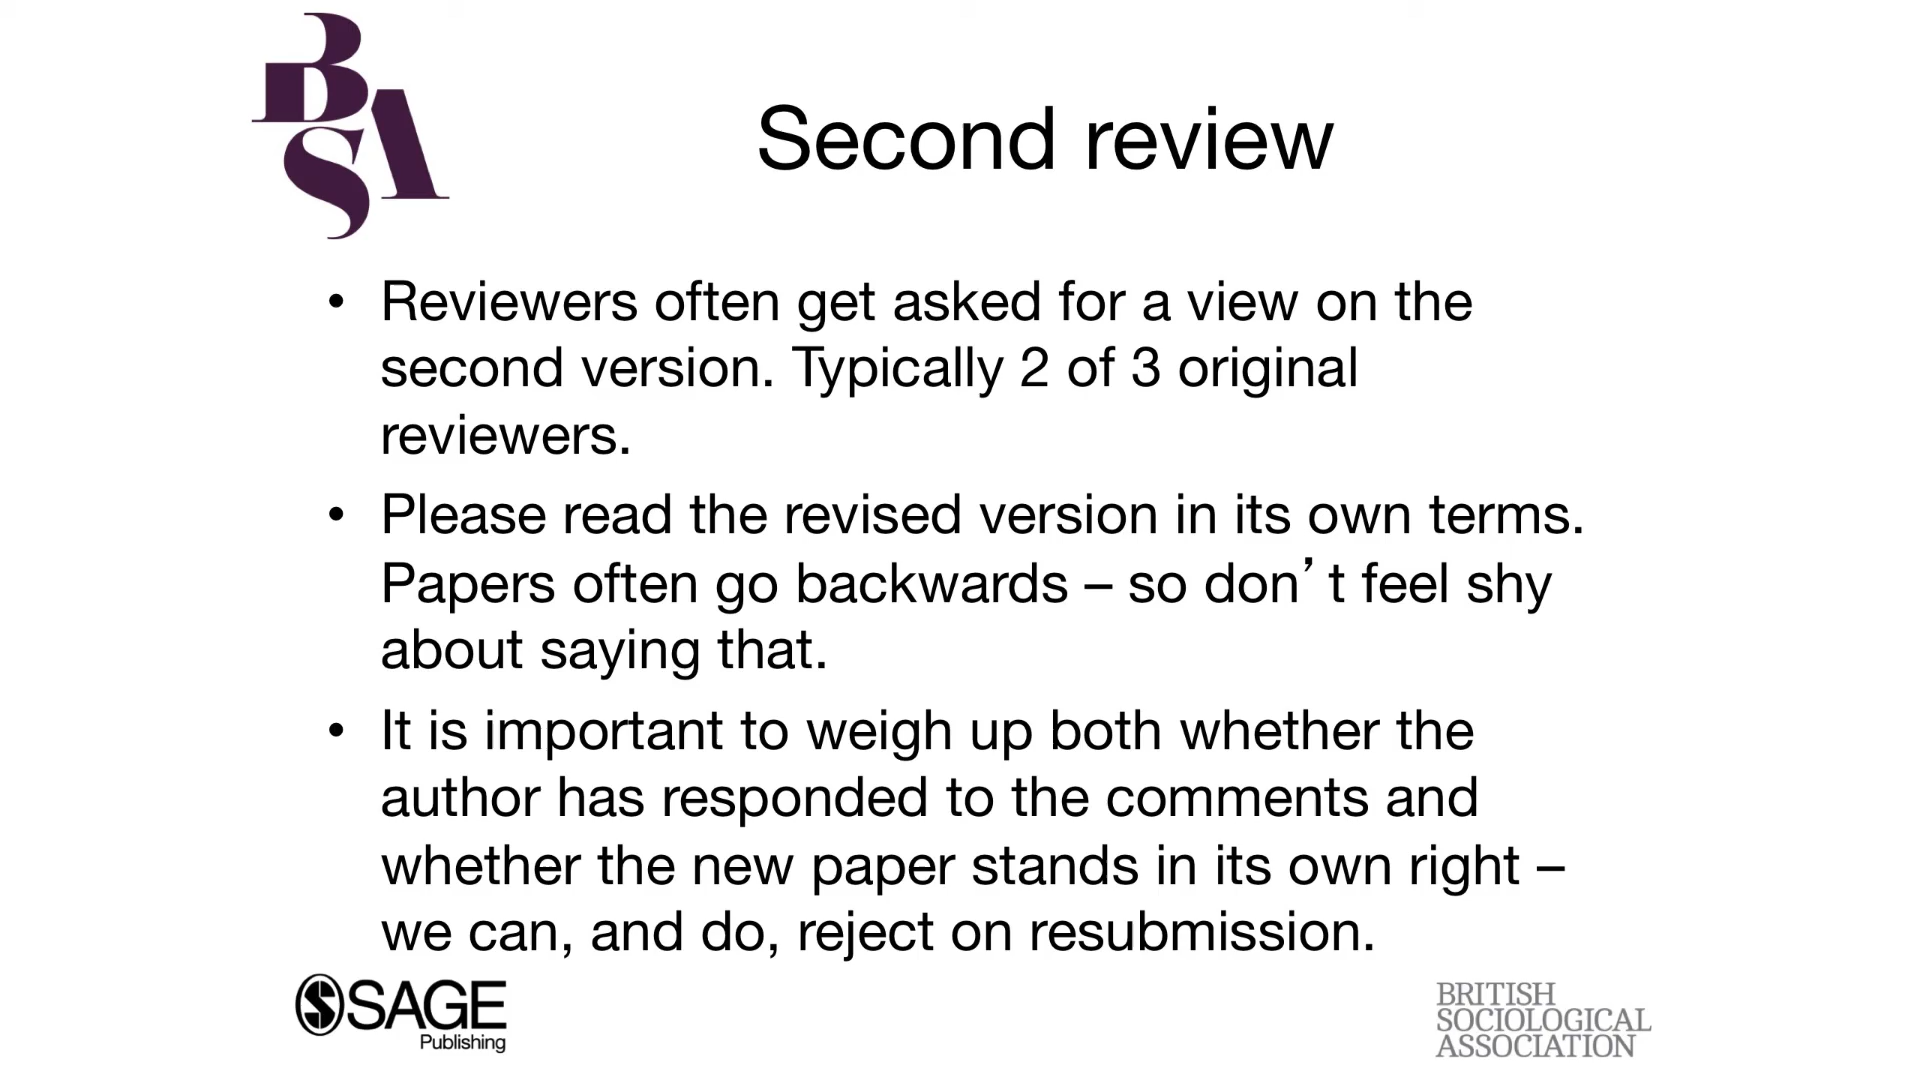 BSA
Second review
• Reviewers often get asked for a view on the
second version. Typically 2 of 3 original
reviewers.
• Please read the revised version in its own terms.
Papers often go backwards – so don’t feel shy
about saying that.
• It is important to weigh up both whether the
author has responded to the comments and
whether the new paper stands in its own right –
we can, and do, reject on resubmission.
SAGE
Publishing
BRITISH
SOCIOLOGICAL
ASSOCIATION